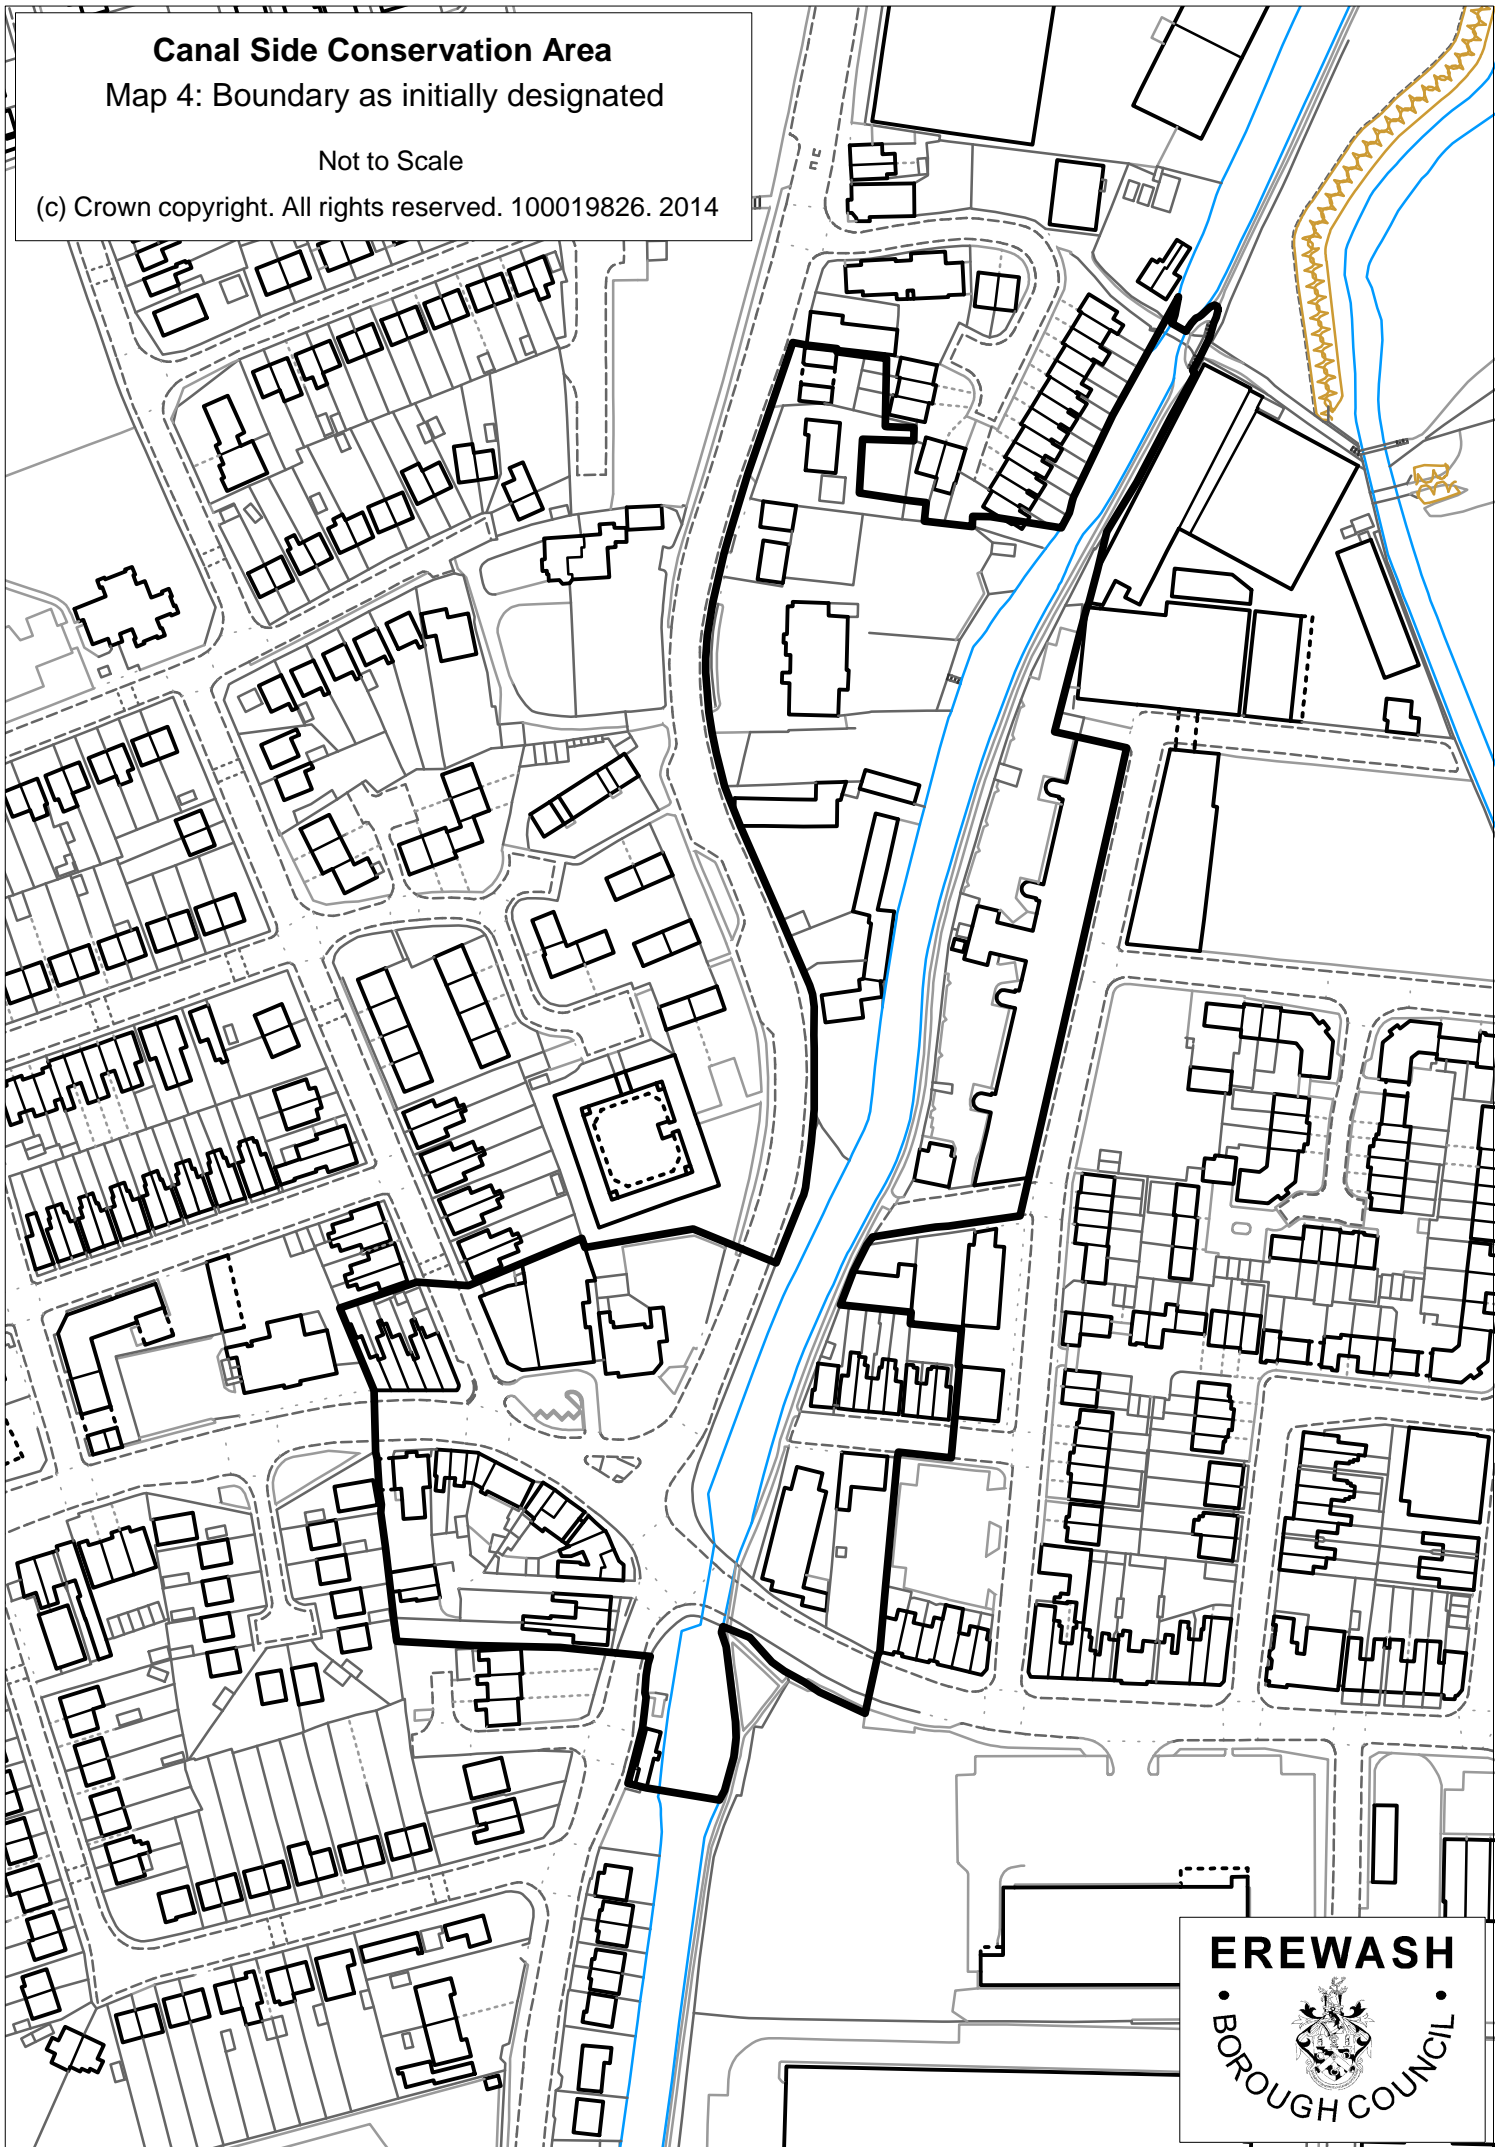 Canal Side Conservation Area
Map 4: Boundary as initially designated
Not to Scale
(c) Crown copyright. All rights reserved. 100019826. 2014
EREWASH
• BOROUGH COUNCIL •